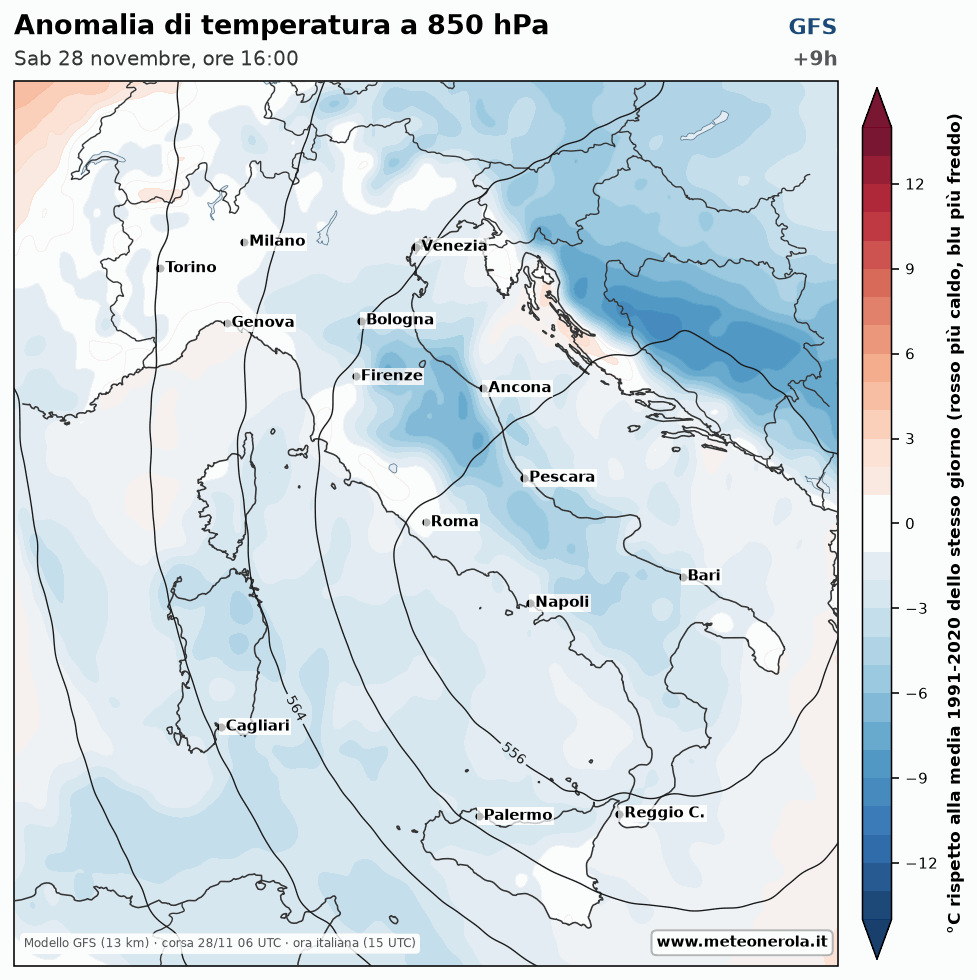 Anomalia di temperatura a 850 hPa
GFS
Sab 28 novembre, ore 16:00
+9h
Milano
Venezia
Torino
Genova
Bologna
Firenze
Ancona
Pescara
Roma
Bari
Napoli
564
Cagliari
556
Palermo
Reggio C.
Modello GFS (13 km) · corsa 28/11 06 UTC · ora italiana (15 UTC)
www.meteonerola.it
12
9
6
3
0
−3
−6
−9
−12
°C rispetto alla media 1991-2020 dello stesso giorno (rosso più caldo, blu più freddo)